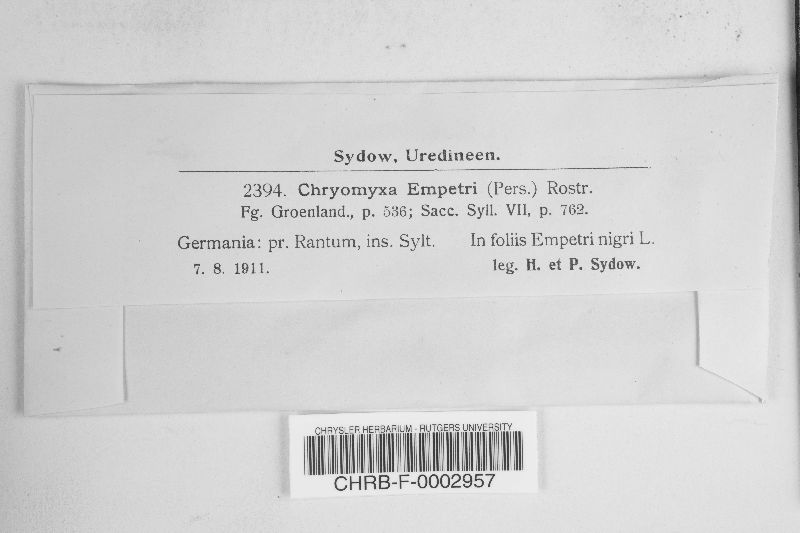 Sydow, Uredineen.
2394. Chryomyxa Empetri (Pers.) Rostr.
Fg. Groenland., p. 536; Sacc. Syll. VII, p. 762.
Germania: pr. Rantum, ins. Sylt. In foliis Empetri nigri L.
7. 8. 1911. leg. H. et P. Sydow.
CHRYSLER HERBARIUM - RUTGERS UNIVERSITY
CHRB-F-0002957